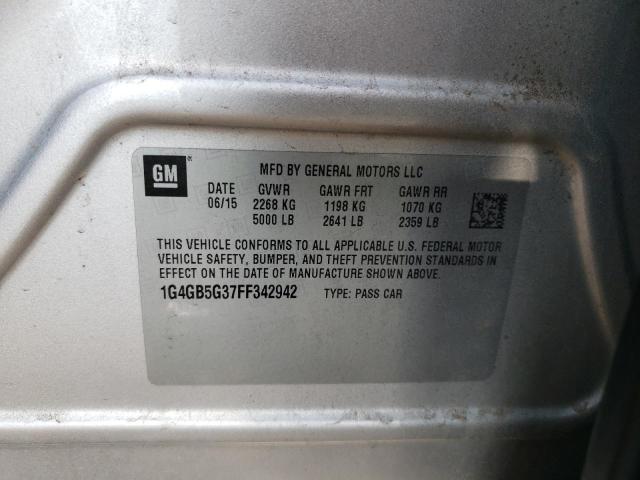 GM
MFD BY GENERAL MOTORS LLC
DATE GVWR GAWR FRT GAWR RR
06/15 2268 KG 1198 KG 1070 KG
5000 LB 2641 LB 2359 LB
THIS VEHICLE CONFORMS TO ALL APPLICABLE U.S. FEDERAL MOTOR
VEHICLE SAFETY, BUMPER, AND THEFT PREVENTION STANDARDS IN
EFFECT ON THE DATE OF MANUFACTURE SHOWN ABOVE.
1G4GB5G37FF342942 TYPE: PASS CAR